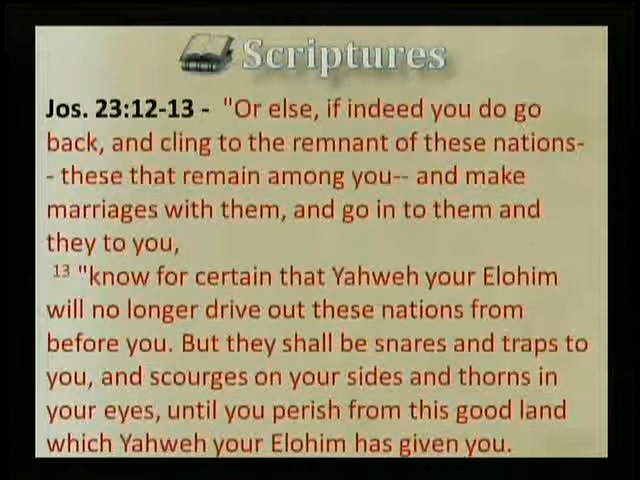 Scriptures
Jos. 23:12-13 - "Or else, if indeed you do go
back, and cling to the remnant of these nations-
- these that remain among you-- and make
marriages with them, and go in to them and
they to you,
13 "know for certain that Yahweh your Elohim
will no longer drive out these nations from
before you. But they shall be snares and traps to
you, and scourges on your sides and thorns in
your eyes, until you perish from this good land
which Yahweh your Elohim has given you.